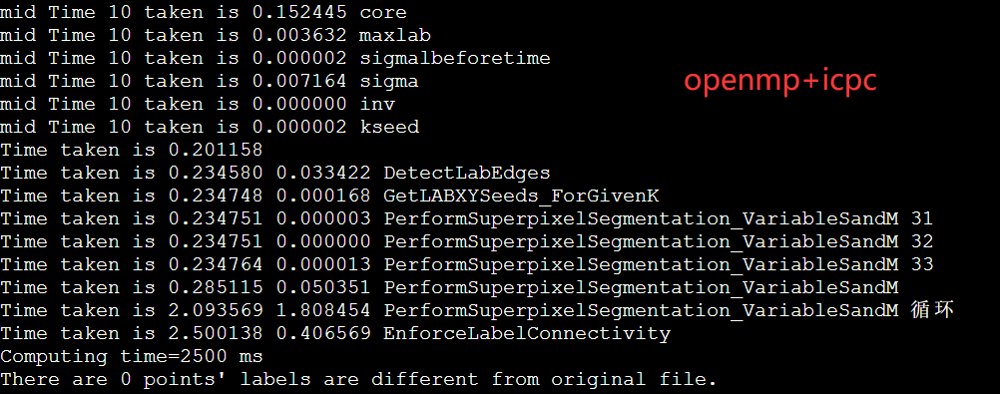 mid Time 10 taken is 0.152445 core
mid Time 10 taken is 0.003632 maxlab
mid Time 10 taken is 0.000002 sigmalbeforetime
mid Time 10 taken is 0.007164 sigma
openmp+icpc
mid Time 10 taken is 0.000000 inv
mid Time 10 taken is 0.000002 kseed
Time taken is 0.201158
Time taken is 0.234580 0.033422 DetectLabEdges
Time taken is 0.234748 0.000168 GetLABXYSeeds_ForGivenK
Time taken is 0.234751 0.000003 PerformSuperpixelSegmentation_VariableSandM 31
Time taken is 0.234751 0.000000 PerformSuperpixelSegmentation_VariableSandM 32
Time taken is 0.234764 0.000013 PerformSuperpixelSegmentation_VariableSandM 33
Time taken is 0.285115 0.050351 PerformSuperpixelSegmentation_VariableSandM
Time taken is 2.093569 1.808454 PerformSuperpixelSegmentation_VariableSandM 循环
Time taken is 2.500138 0.406569 EnforceLabelConnectivity
Computing time=2500 ms
There are 0 points' labels are different from original file.